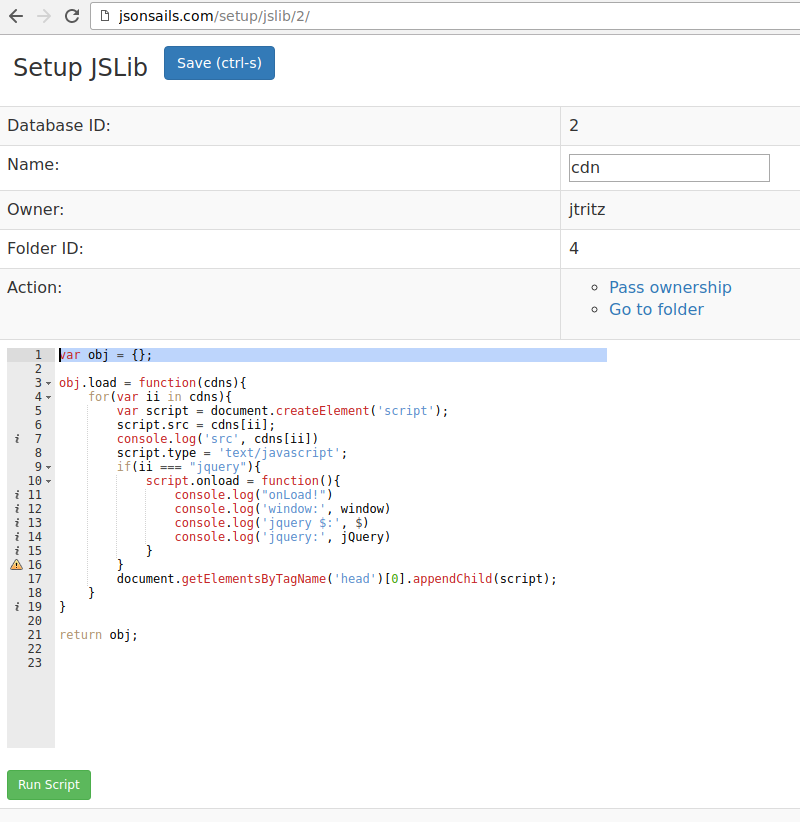 jsonsails.com/setup/jslib/2/
Setup JSLib Save (ctrl-s)
Database ID: 2
Name: cdn
Owner: jtritz
Folder ID: 4
Action: Pass ownership
Go to folder
1 var obj = {};
2
3 obj.load = function(cdns){
4     for(var ii in cdns){
5         var script = document.createElement('script');
6         script.src = cdns[ii];
i 7         console.log('src', cdns[ii])
8         script.type = 'text/javascript';
9         if(ii === "jquery"){
10             script.onload = function(){
i 11                 console.log("onLoad!")
i 12                 console.log('window:', window)
i 13                 console.log('jquery $:', $)
i 14                 console.log('jquery:', jQuery)
i 15             }
16         }
17         document.getElementsByTagName('head')[0].appendChild(script);
18     }
i 19 }
20
21 return obj;
22
23
Run Script